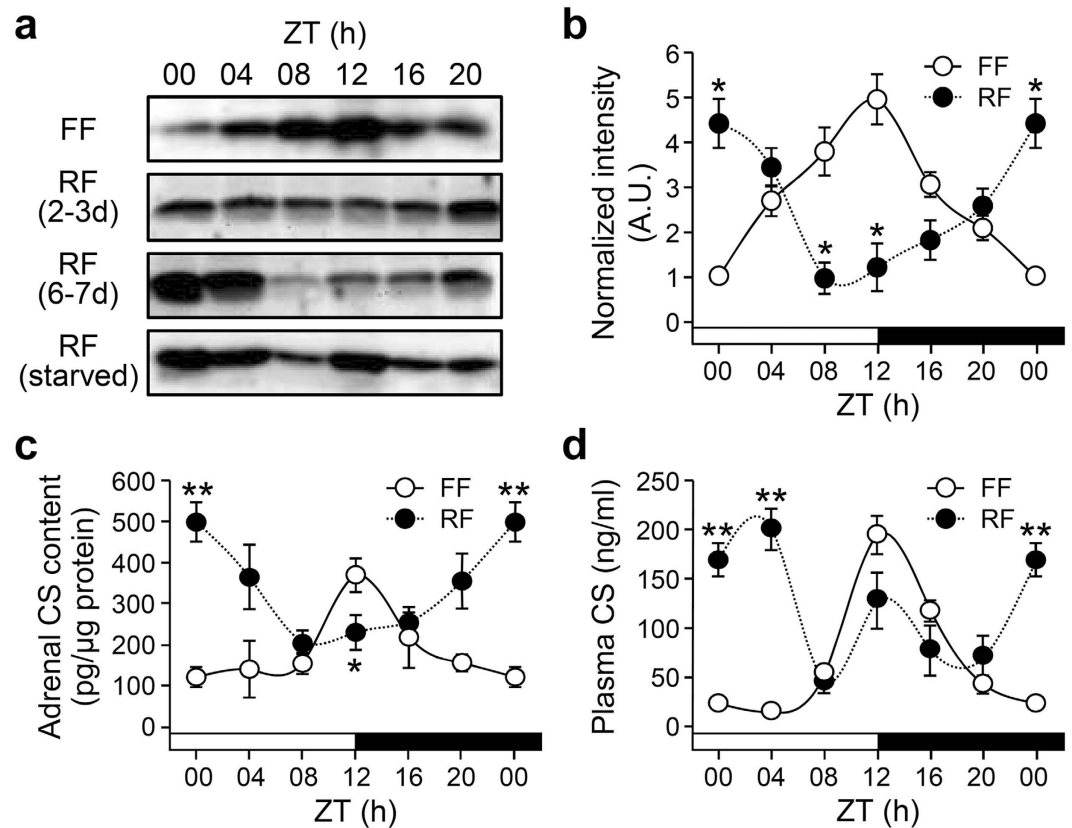 a
ZT (h)
00 04 08 12 16 20
FF
RF
(2-3d)
RF
(6-7d)
RF
(starved)
b
Normalized intensity
(A.U.)
6
5
4
3
2
1
0
FF
RF
*
*
*
*
00 04 08 12 16 20 00
ZT (h)
c
Adrenal CS content
(pg/μg protein)
600
500
400
300
200
100
0
FF
RF
**
**
*
00 04 08 12 16 20 00
ZT (h)
d
Plasma CS (ng/ml)
250
200
150
100
50
0
FF
RF
**
**
**
00 04 08 12 16 20 00
ZT (h)